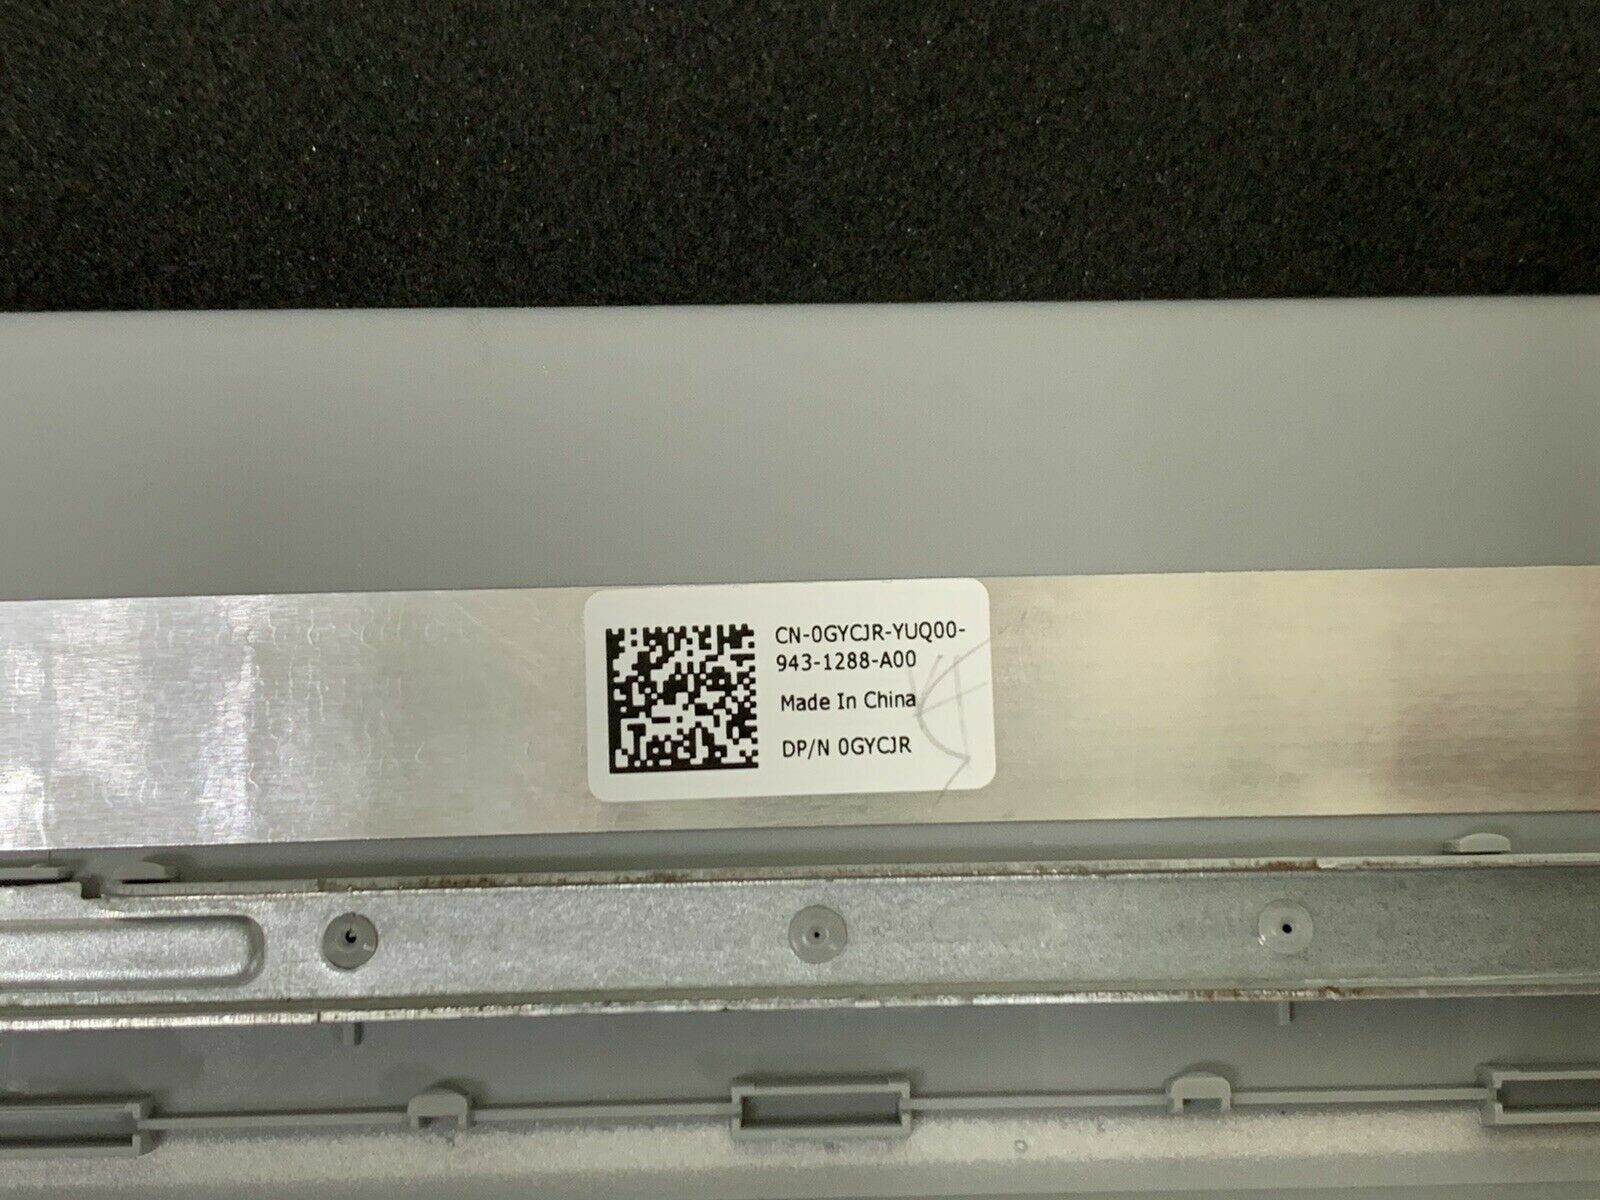 CN-0GYCJR-YUQ00-
943-1288-A00
Made In China
DP/N 0GYCJR